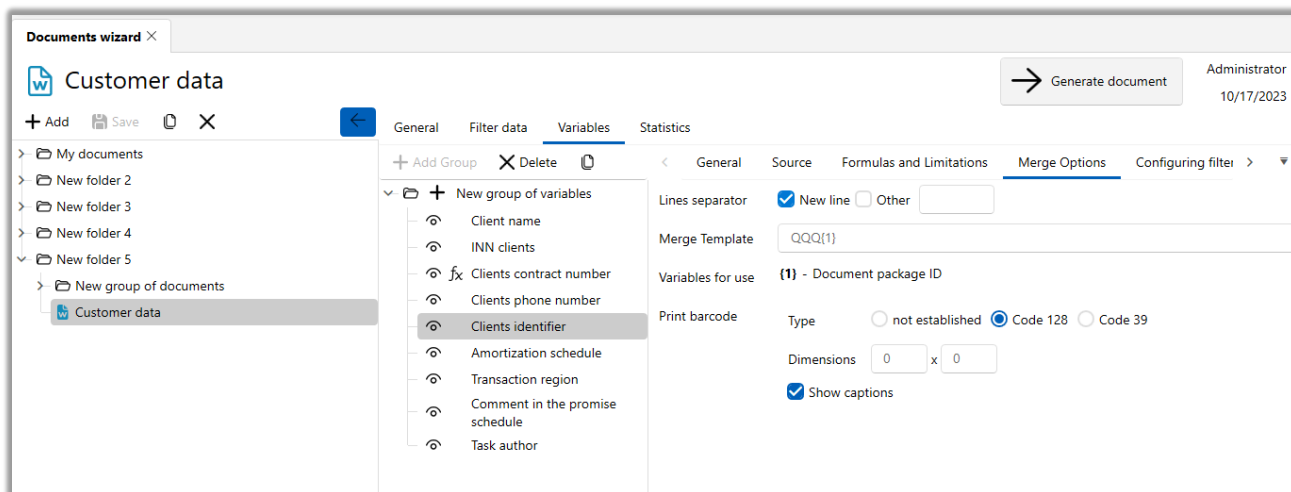 Documents wizard
Customer data
Generate document
Administrator
10/17/2023
Add Save
General Filter data Variables Statistics
My documents
New folder 2
New folder 3
New folder 4
New folder 5
New group of documents
Customer data
Add Group Delete
New group of variables
Client name
INN clients
fx Clients contract number
Clients phone number
Clients identifier
Amortization schedule
Transaction region
Comment in the promise
schedule
Task author
General Source Formulas and Limitations Merge Options Configuring filter
Lines separator New line Other
Merge Template QQQ{1}
Variables for use {1} - Document package ID
Print barcode Type not established Code 128 Code 39
Dimensions 0 x 0
Show captions